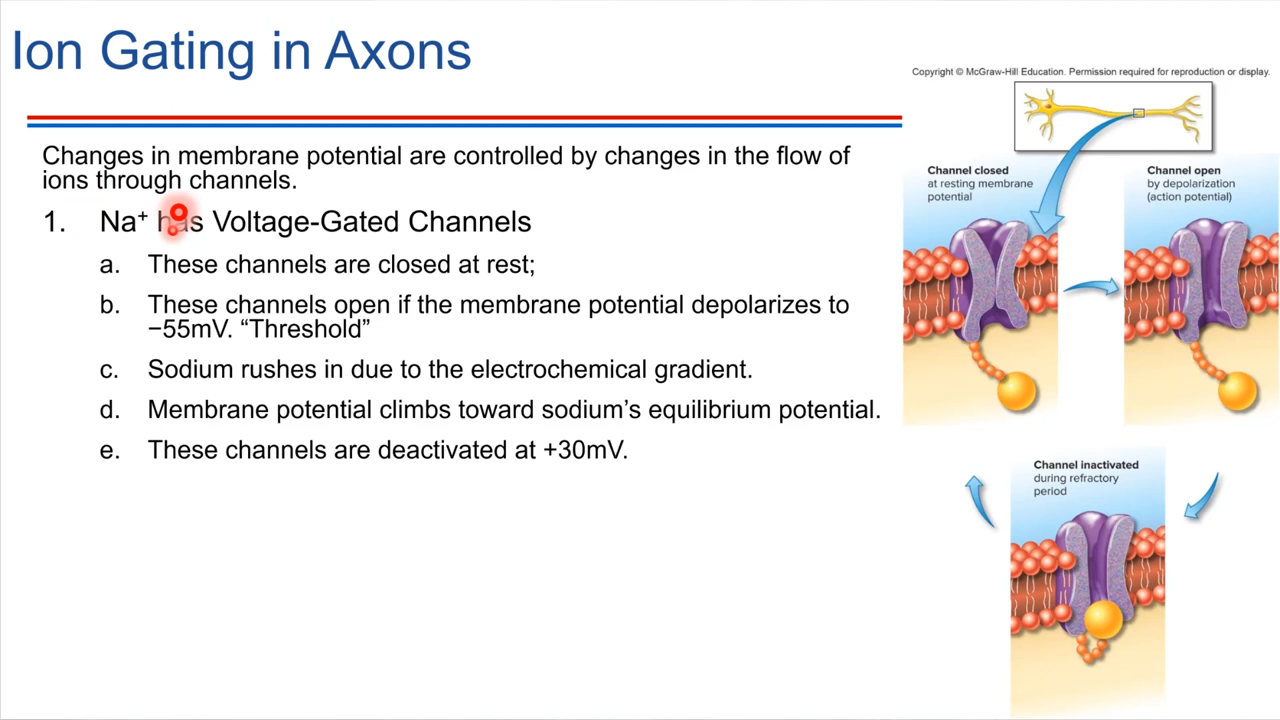 Ion Gating in Axons
Copyright © McGraw-Hill Education. Permission required for reproduction or display.
Changes in membrane potential are controlled by changes in the flow of
ions through channels.
1. Na⁺ has Voltage-Gated Channels
a. These channels are closed at rest;
b. These channels open if the membrane potential depolarizes to
−55mV. “Threshold”
c. Sodium rushes in due to the electrochemical gradient.
d. Membrane potential climbs toward sodium’s equilibrium potential.
e. These channels are deactivated at +30mV.
Channel closed
at resting membrane
potential
Channel open
by depolarization
(action potential)
Channel inactivated
during refractory
period